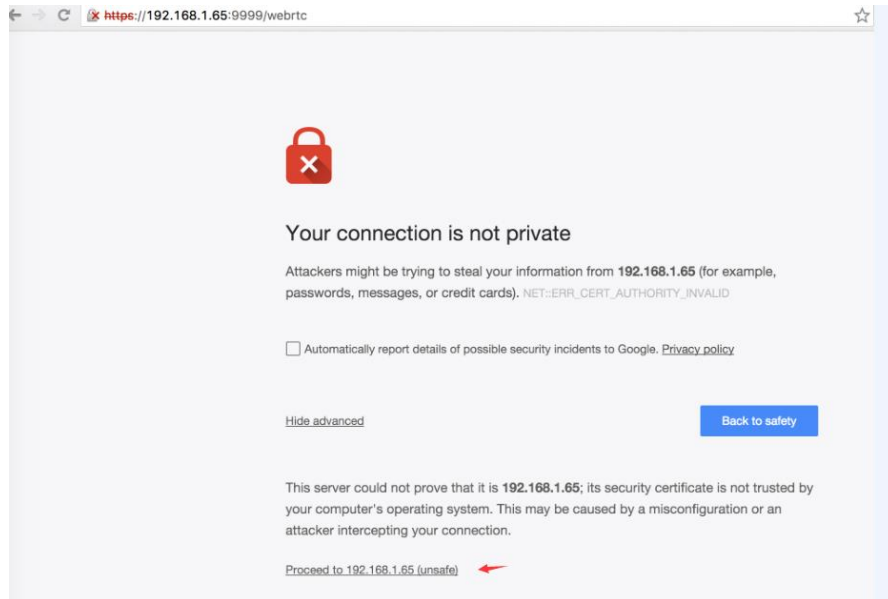 https://192.168.1.65:9999/webrtc
Your connection is not private
Attackers might be trying to steal your information from 192.168.1.65 (for example,
passwords, messages, or credit cards). NET::ERR_CERT_AUTHORITY_INVALID
Automatically report details of possible security incidents to Google. Privacy policy
Hide advanced
Back to safety
This server could not prove that it is 192.168.1.65; its security certificate is not trusted by
your computer's operating system. This may be caused by a misconfiguration or an
attacker intercepting your connection.
Proceed to 192.168.1.65 (unsafe)